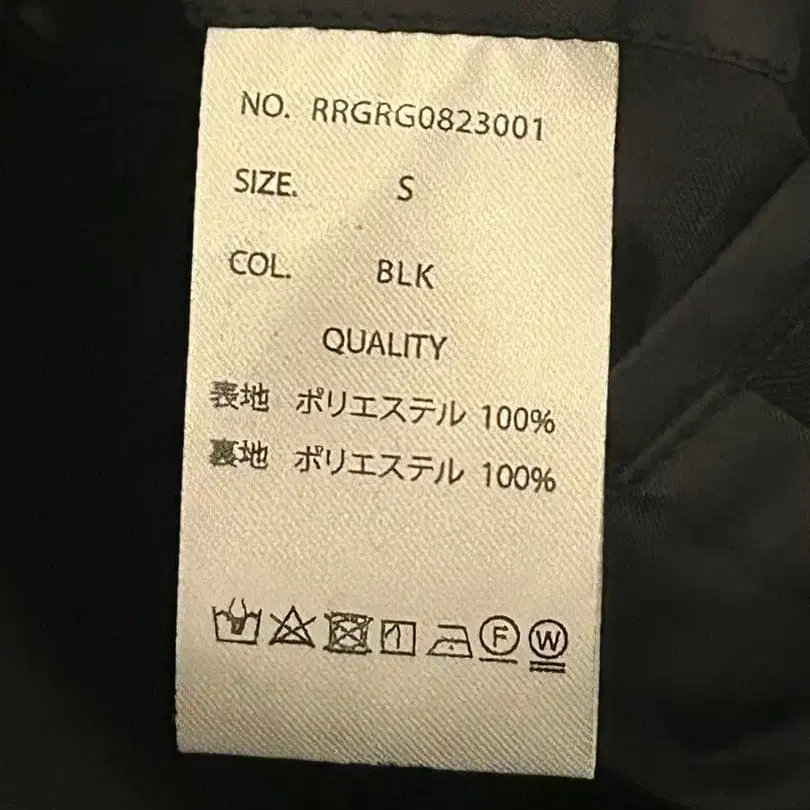 NO. RRGRG0823001
SIZE. S
COL. BLK
QUALITY
表地 ポリエステル 100%
裏地 ポリエステル 100%
F W